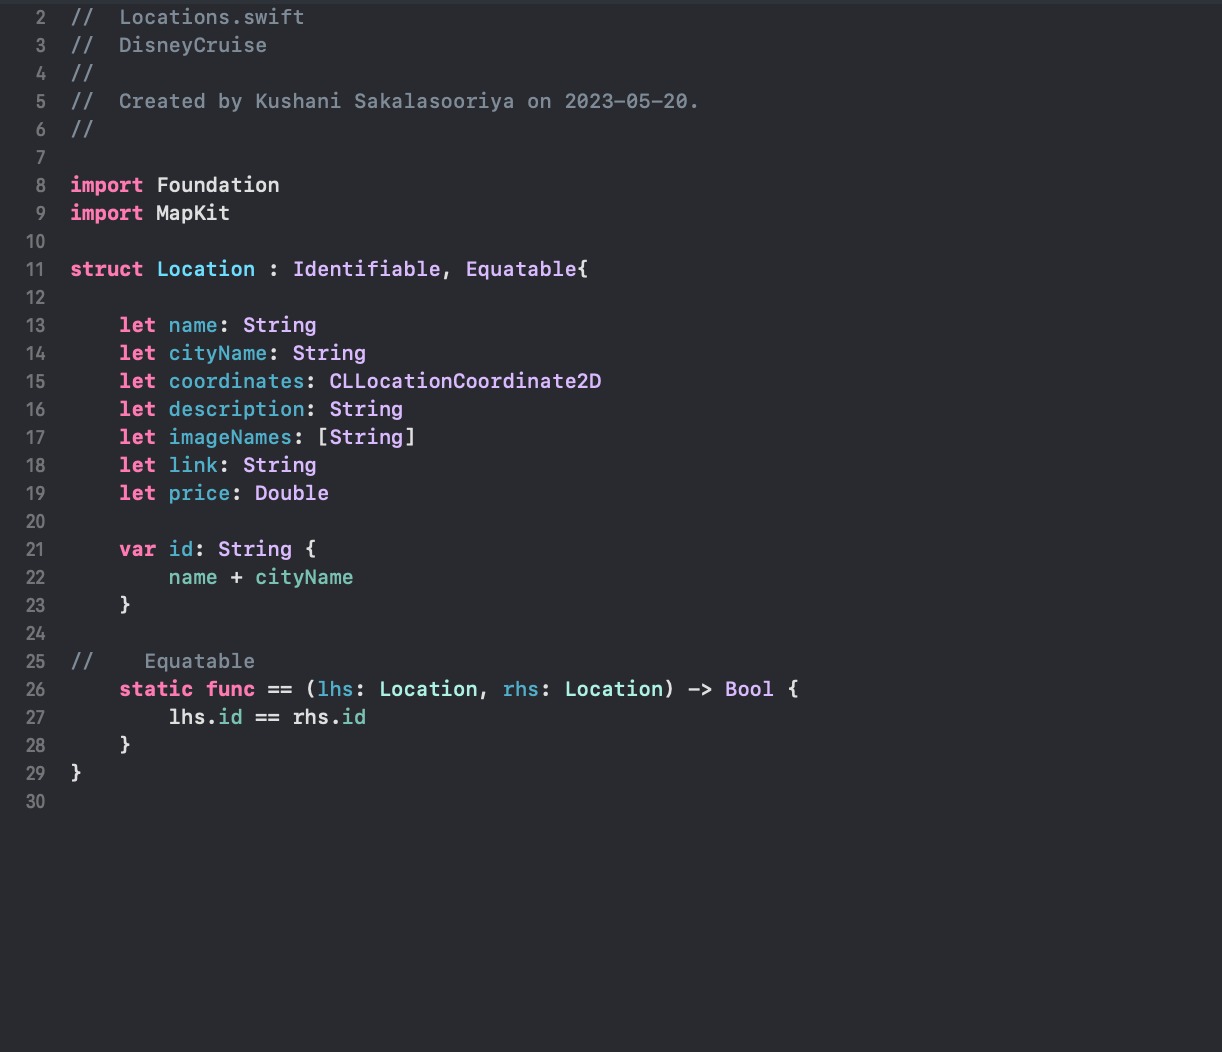 2 //  Locations.swift
3 //  DisneyCruise
4 //
5 //  Created by Kushani Sakalasooriya on 2023-05-20.
6 //
7
8 import Foundation
9 import MapKit
10
11 struct Location : Identifiable, Equatable{
12
13     let name: String
14     let cityName: String
15     let coordinates: CLLocationCoordinate2D
16     let description: String
17     let imageNames: [String]
18     let link: String
19     let price: Double
20
21     var id: String {
22         name + cityName
23     }
24
25 //    Equatable
26     static func == (lhs: Location, rhs: Location) -> Bool {
27         lhs.id == rhs.id
28     }
29 }
30